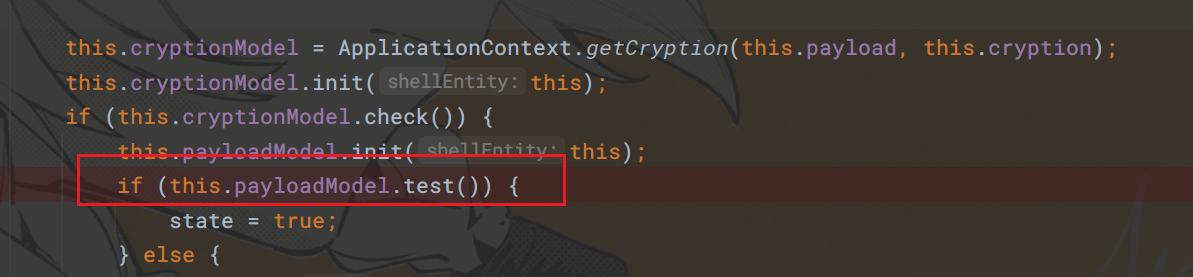 this.cryptionModel = ApplicationContext.getCryption(this.payload, this.cryption);
this.cryptionModel.init( shellEntity: this);
if (this.cryptionModel.check()) {
this.payloadModel.init( shellEntity: this);
if (this.payloadModel.test()) {
state = true;
} else {